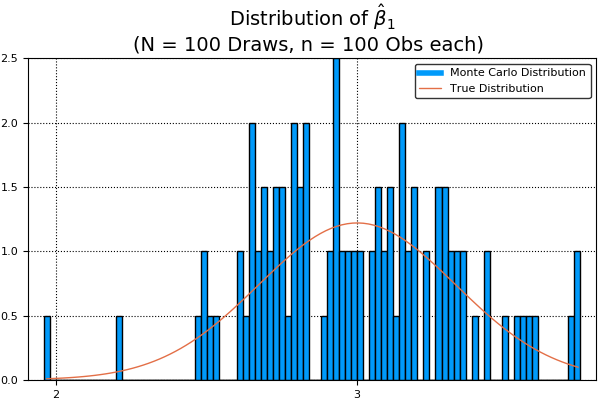 Distribution of β̂₁
(N = 100 Draws, n = 100 Obs each)
2.5
Monte Carlo Distribution
True Distribution
2.0
1.5
1.0
0.5
0.0
2 3